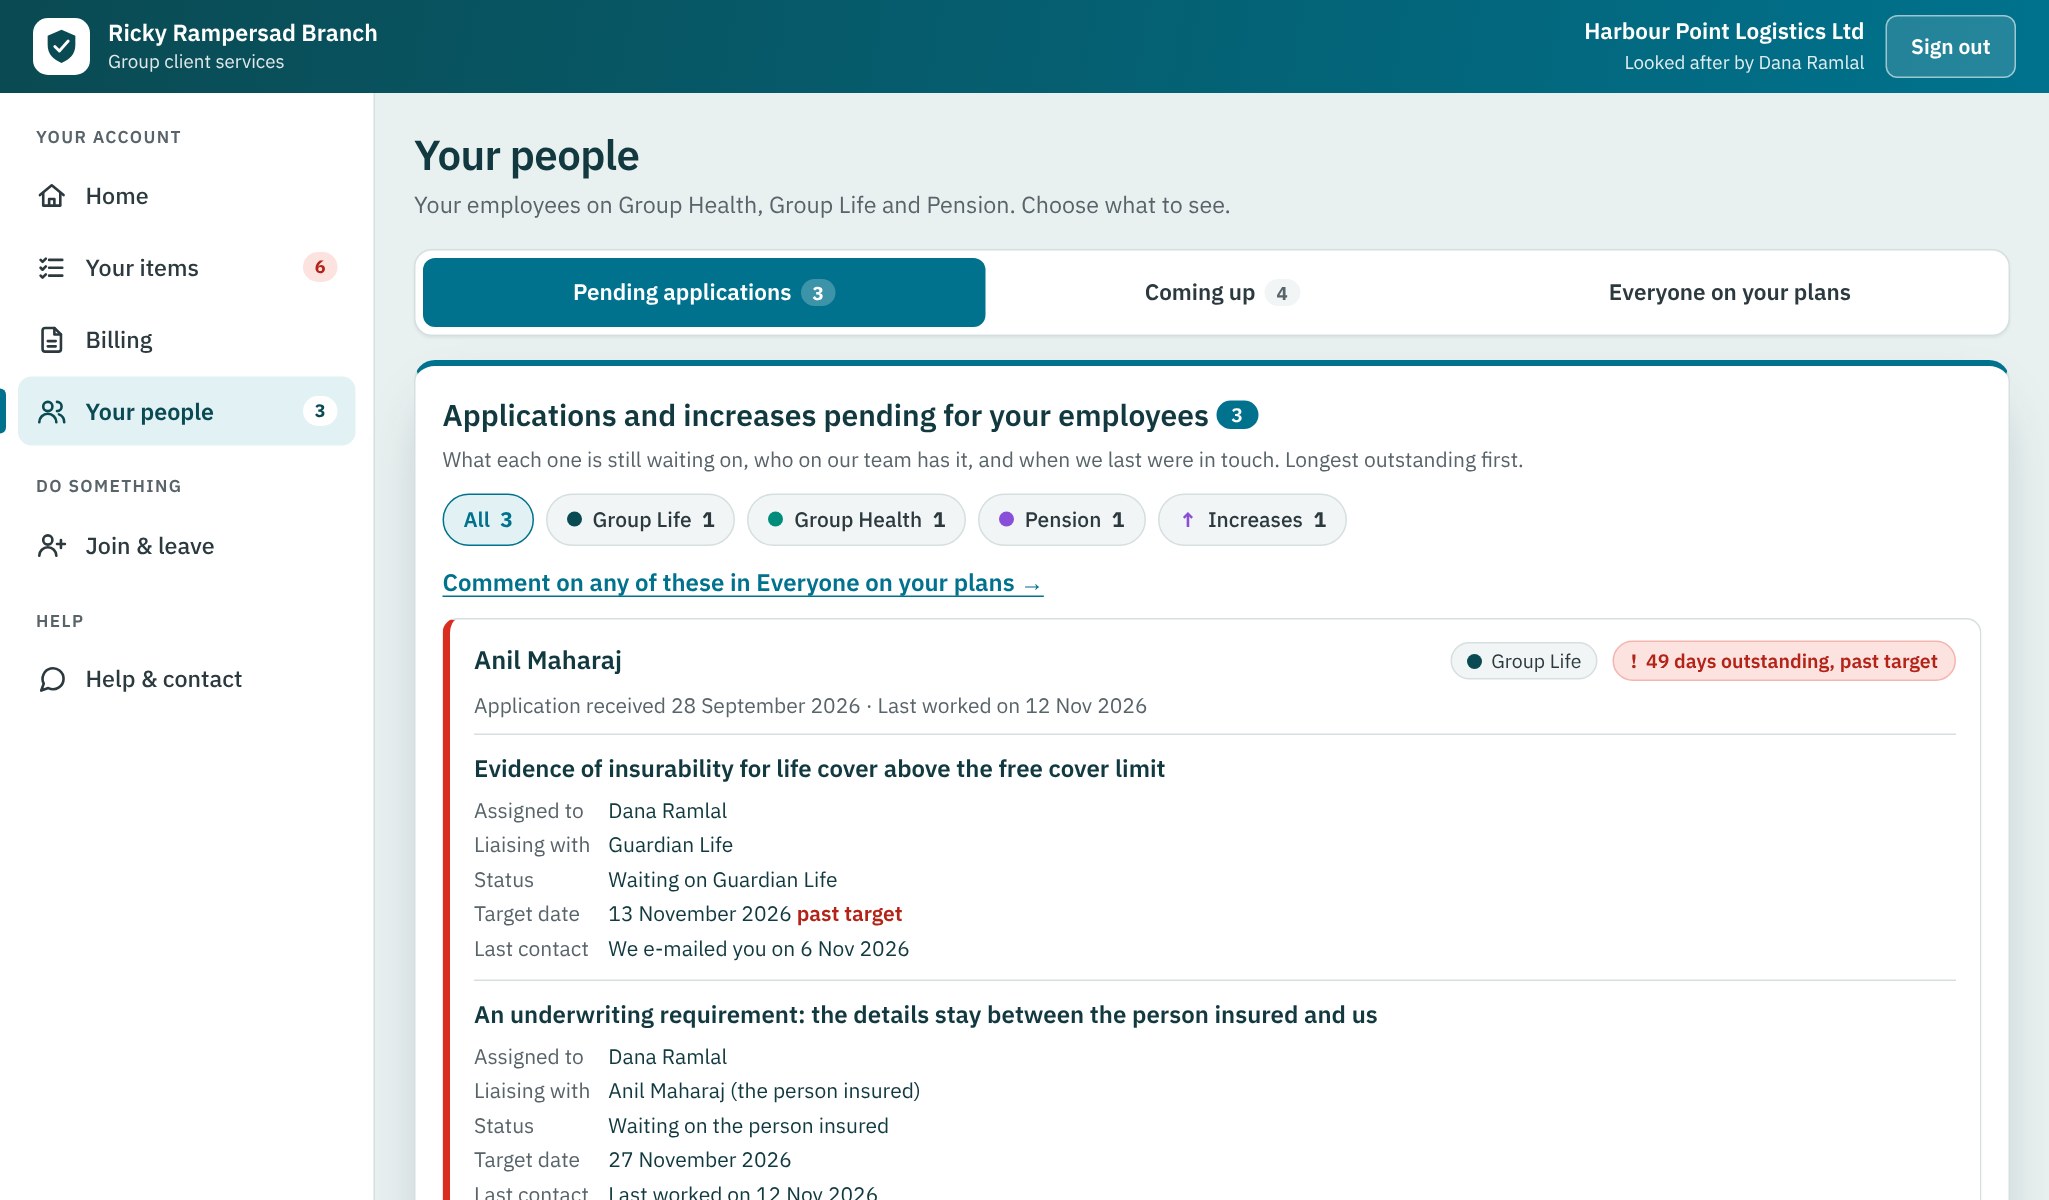 Ricky Rampersad Branch
Group client services
Harbour Point Logistics Ltd
Looked after by Dana Ramlal
Sign out
YOUR ACCOUNT
Home
Your items 6
Billing
Your people 3
DO SOMETHING
Join & leave
HELP
Help & contact
Your people
Your employees on Group Health, Group Life and Pension. Choose what to see.
Pending applications 3
Coming up 4
Everyone on your plans
Applications and increases pending for your employees 3
What each one is still waiting on, who on our team has it, and when we last were in touch. Longest outstanding first.
All 3
Group Life 1
Group Health 1
Pension 1
↑ Increases 1
Comment on any of these in Everyone on your plans →
Anil Maharaj
Group Life
! 49 days outstanding, past target
Application received 28 September 2026 · Last worked on 12 Nov 2026
Evidence of insurability for life cover above the free cover limit
Assigned to Dana Ramlal
Liaising with Guardian Life
Status Waiting on Guardian Life
Target date 13 November 2026 past target
Last contact We e-mailed you on 6 Nov 2026
An underwriting requirement: the details stay between the person insured and us
Assigned to Dana Ramlal
Liaising with Anil Maharaj (the person insured)
Status Waiting on the person insured
Target date 27 November 2026
Last contact Last worked on 12 Nov 2026